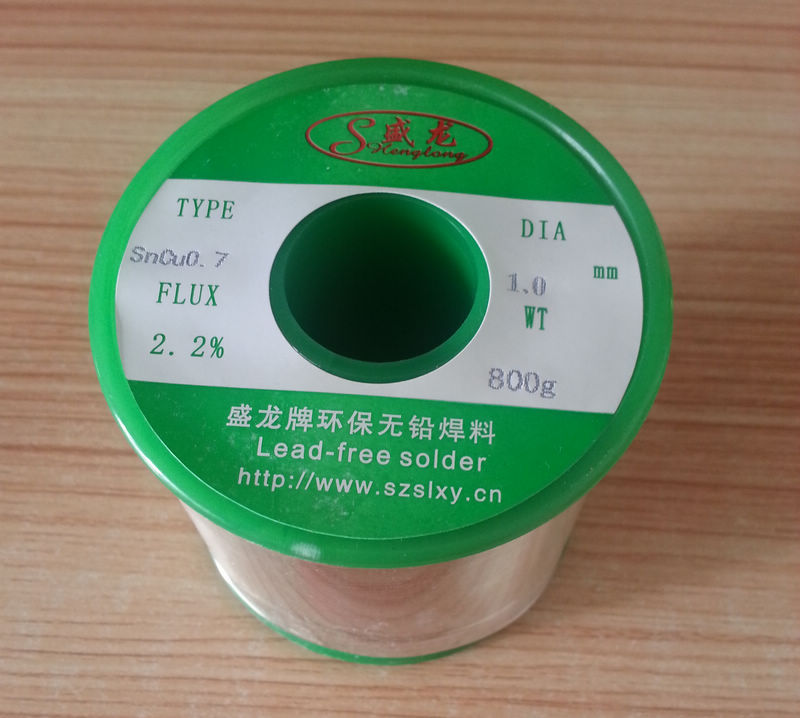 盛龙
Shenglong
TYPE
SnCu0.7
FLUX
2.2%
DIA
1.0 mm
WT
800g
盛龙牌环保无铅焊料
Lead-free solder
http://www.szslxy.cn